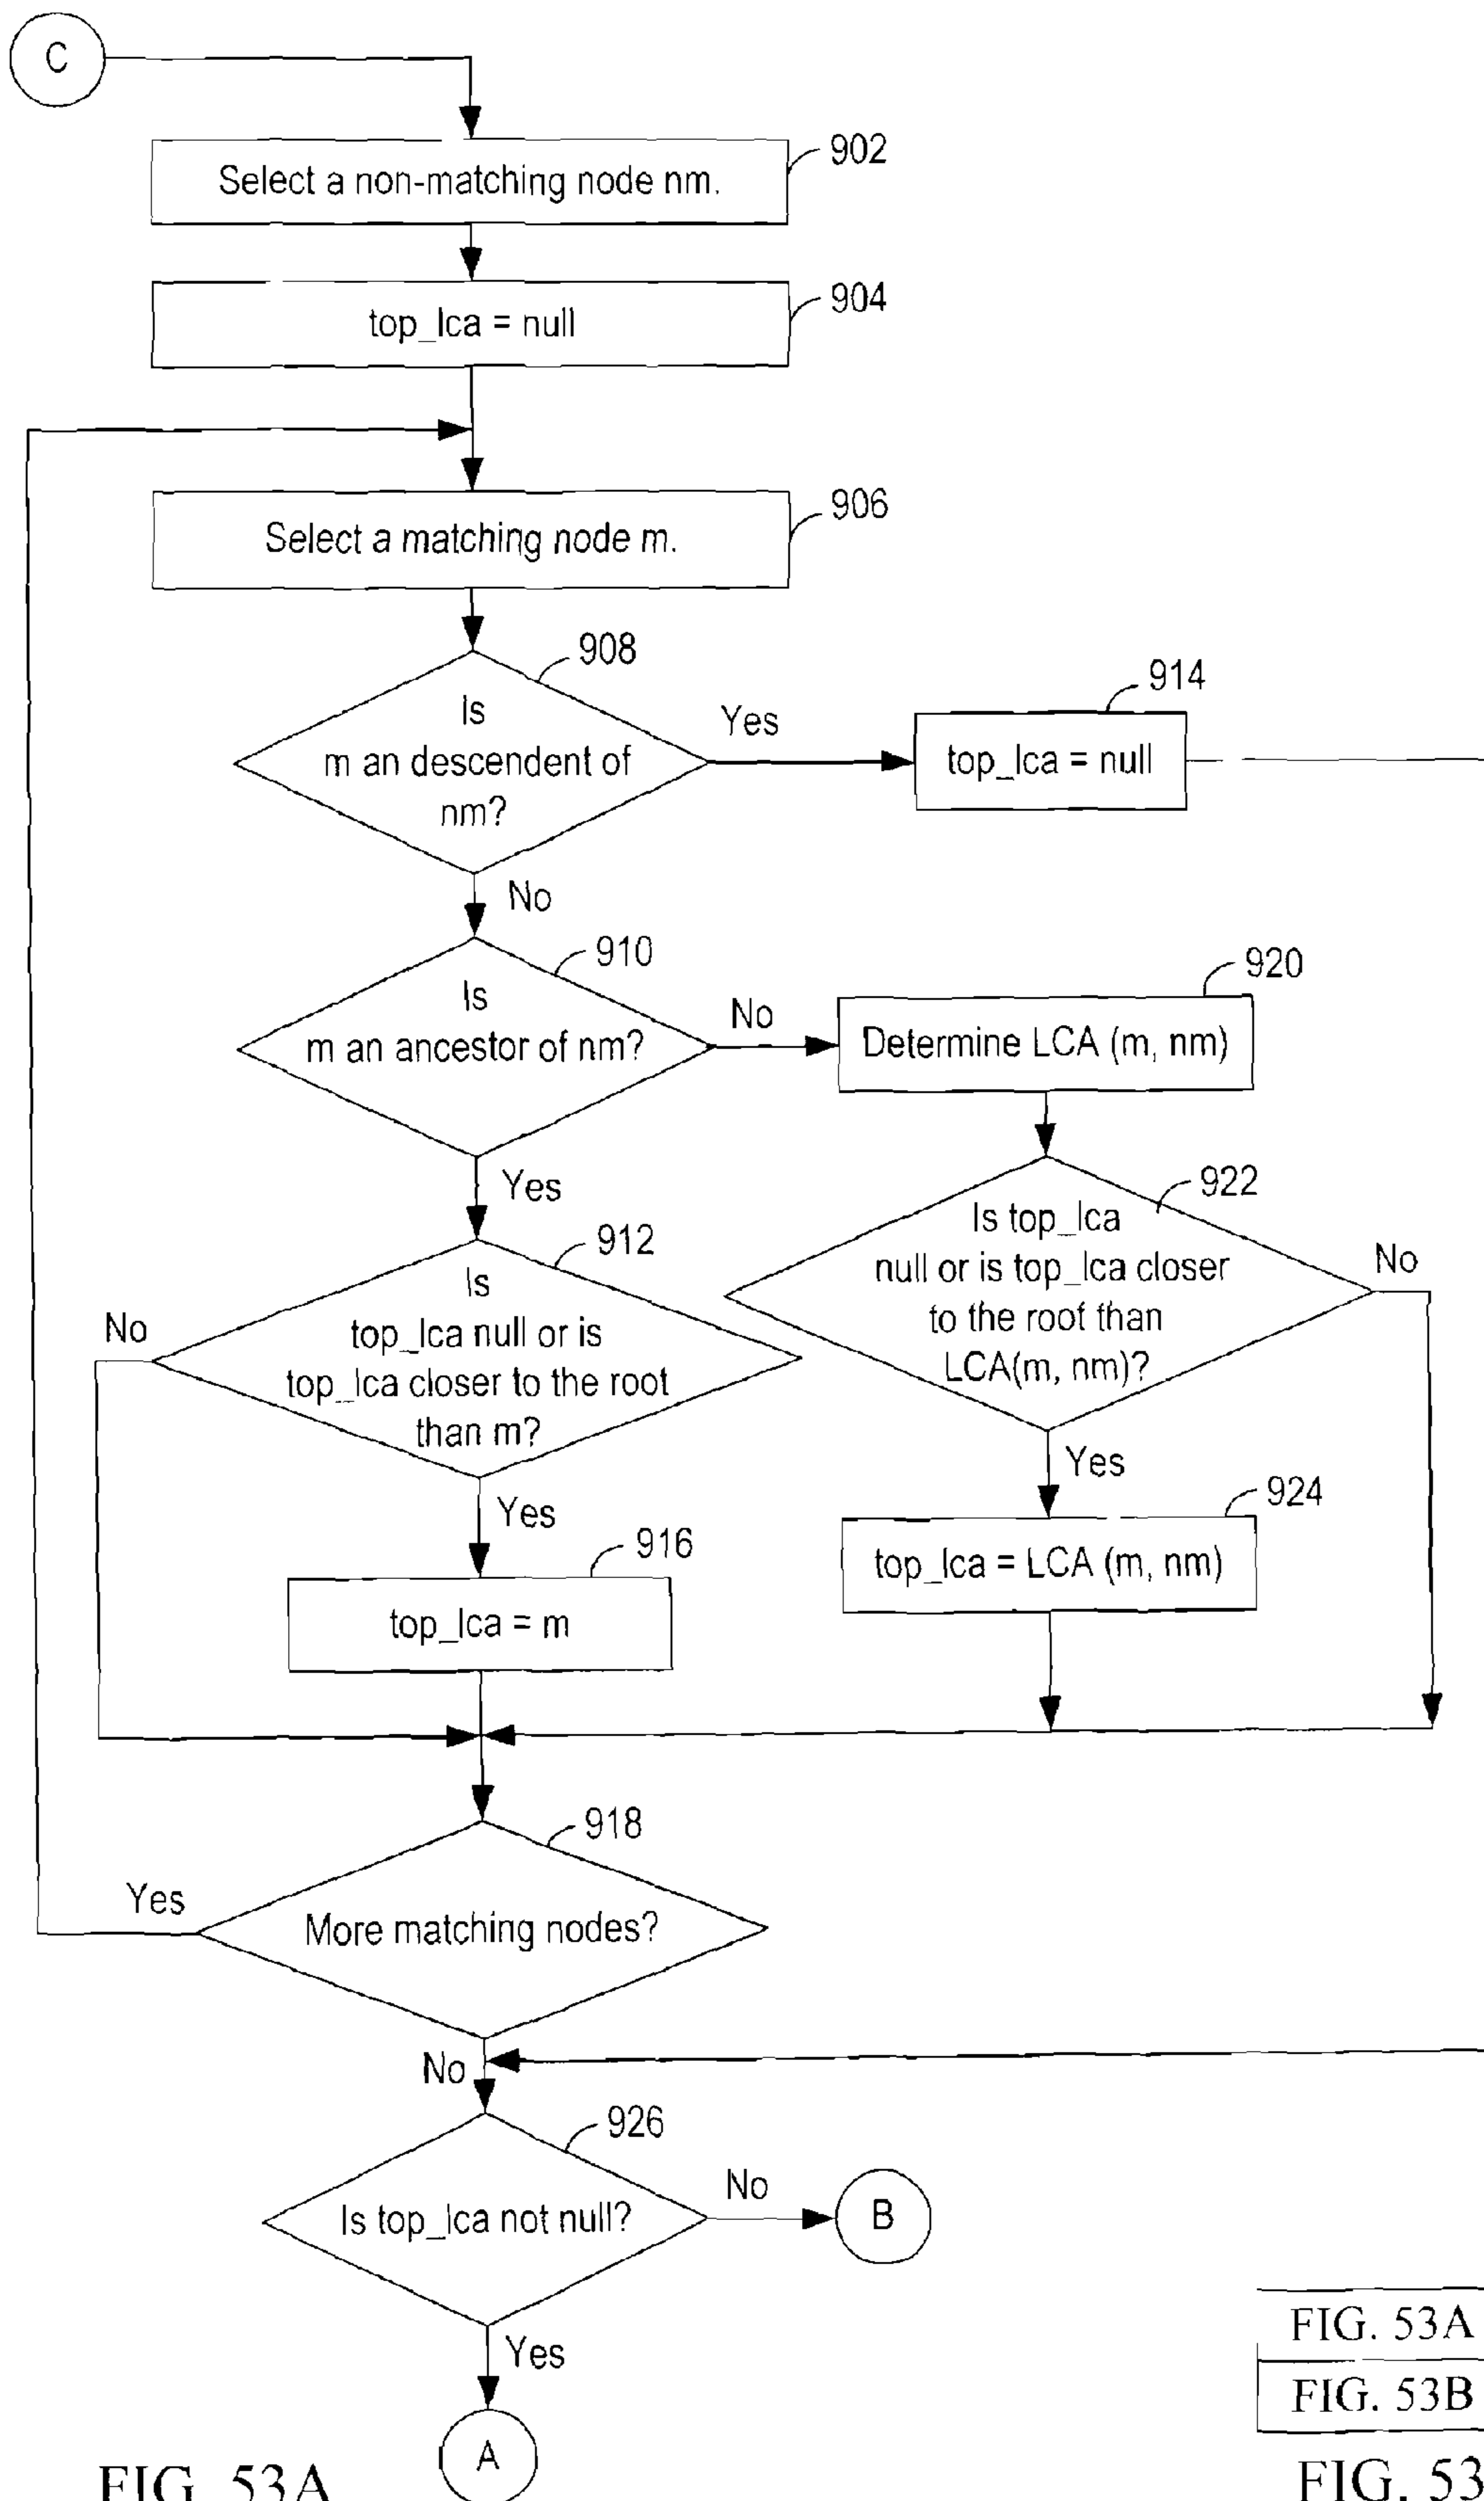 C
902
Select a non-matching node nm.
904
top_lca = null
906
Select a matching node m.
908
Is
m an descendent of
nm?
Yes
914
top_lca = null
No
910
Is
m an ancestor of nm?
No
920
Determine LCA (m, nm)
Yes
922
Is top_lca
null or is top_lca closer
to the root than
LCA(m, nm)?
No
912
Is
top_lca null or is
top_lca closer to the root
than m?
No
Yes
924
top_lca = LCA (m, nm)
Yes
916
top_lca = m
918
More matching nodes?
Yes
No
926
Is top_lca not null?
No
B
Yes
A
FIG. 53A
FIG. 53B
FIG. 53
FIG. 53A